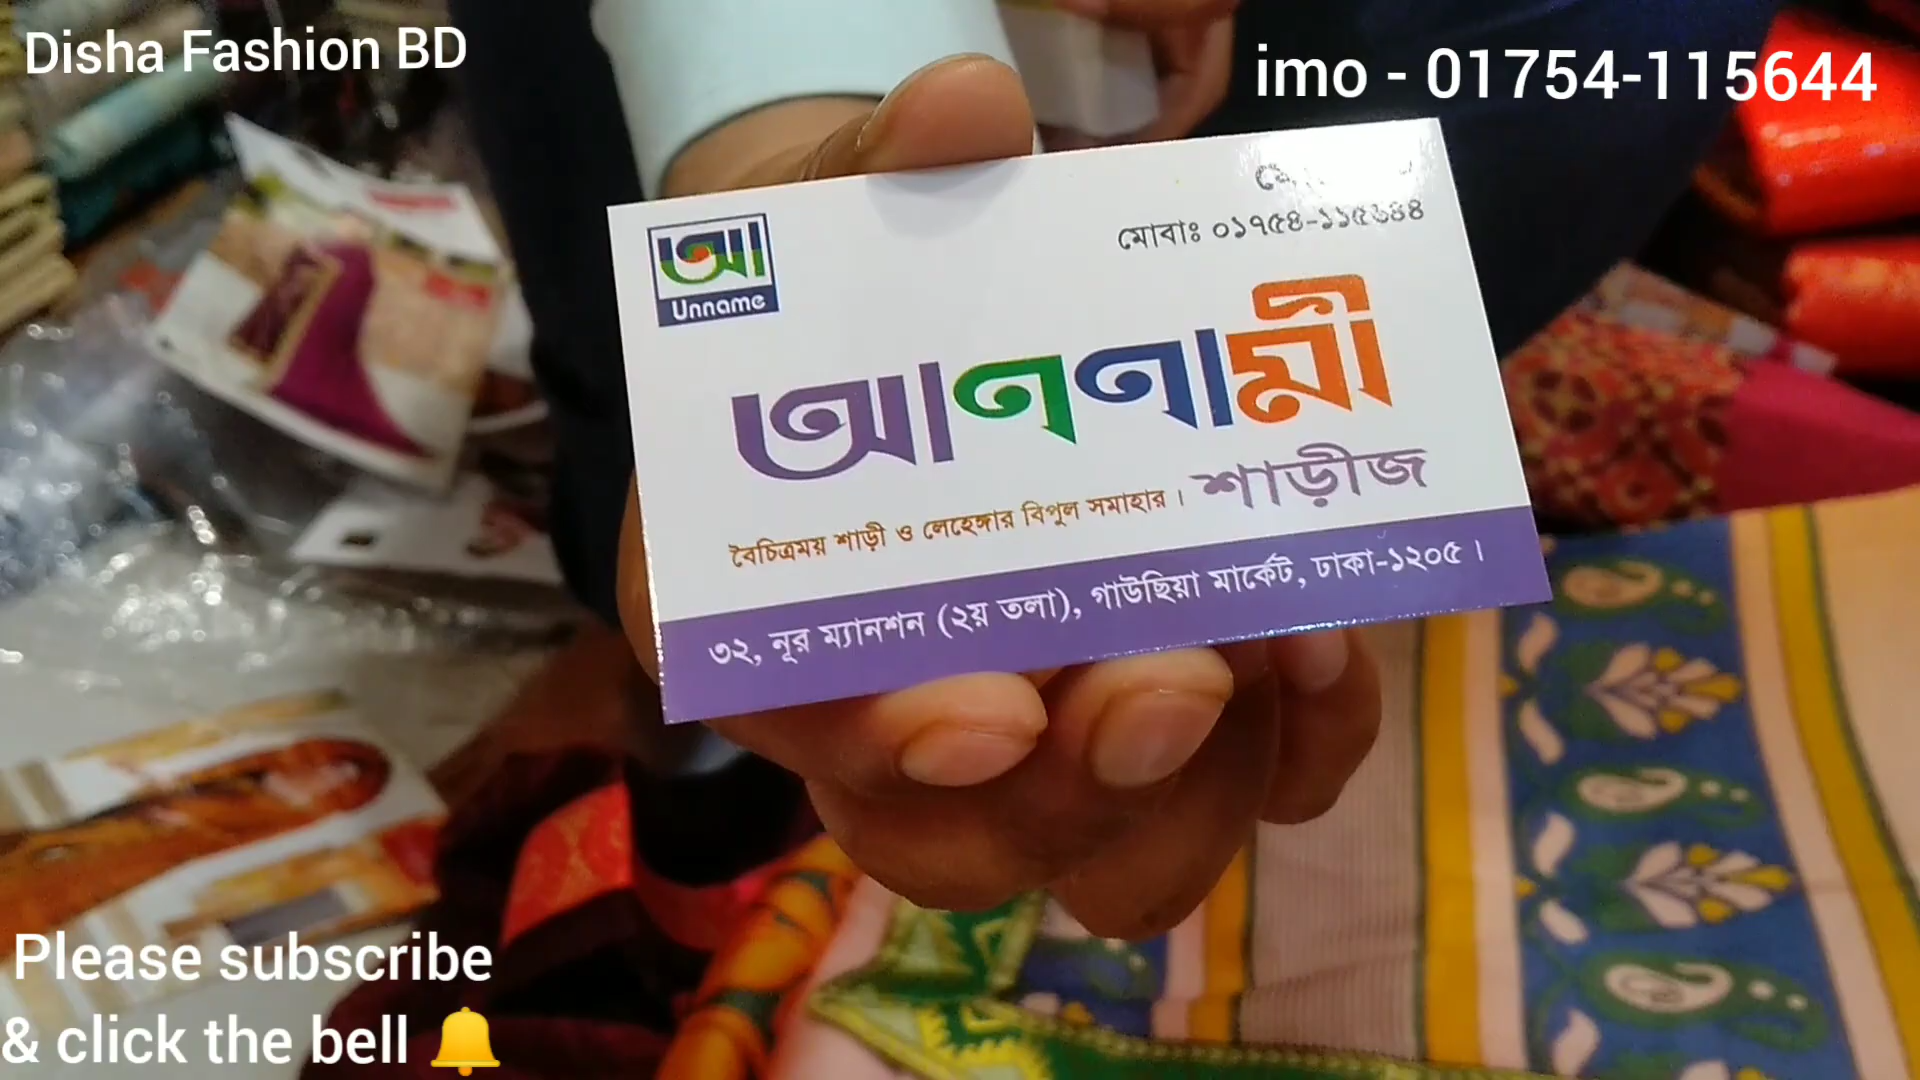 Disha Fashion BD
imo - 01754-115644
আ
Unname
মোবাঃ ০১৭৫৪-১১৫৬৪৪
আননামী
শাড়ীজ
বৈচিত্রময় শাড়ী ও লেহেঙ্গার বিপুল সমাহার।
৩২, নূর ম্যানশন (২য় তলা), গাউছিয়া মার্কেট, ঢাকা-১২০৫।
Please subscribe
& click the bell 🔔